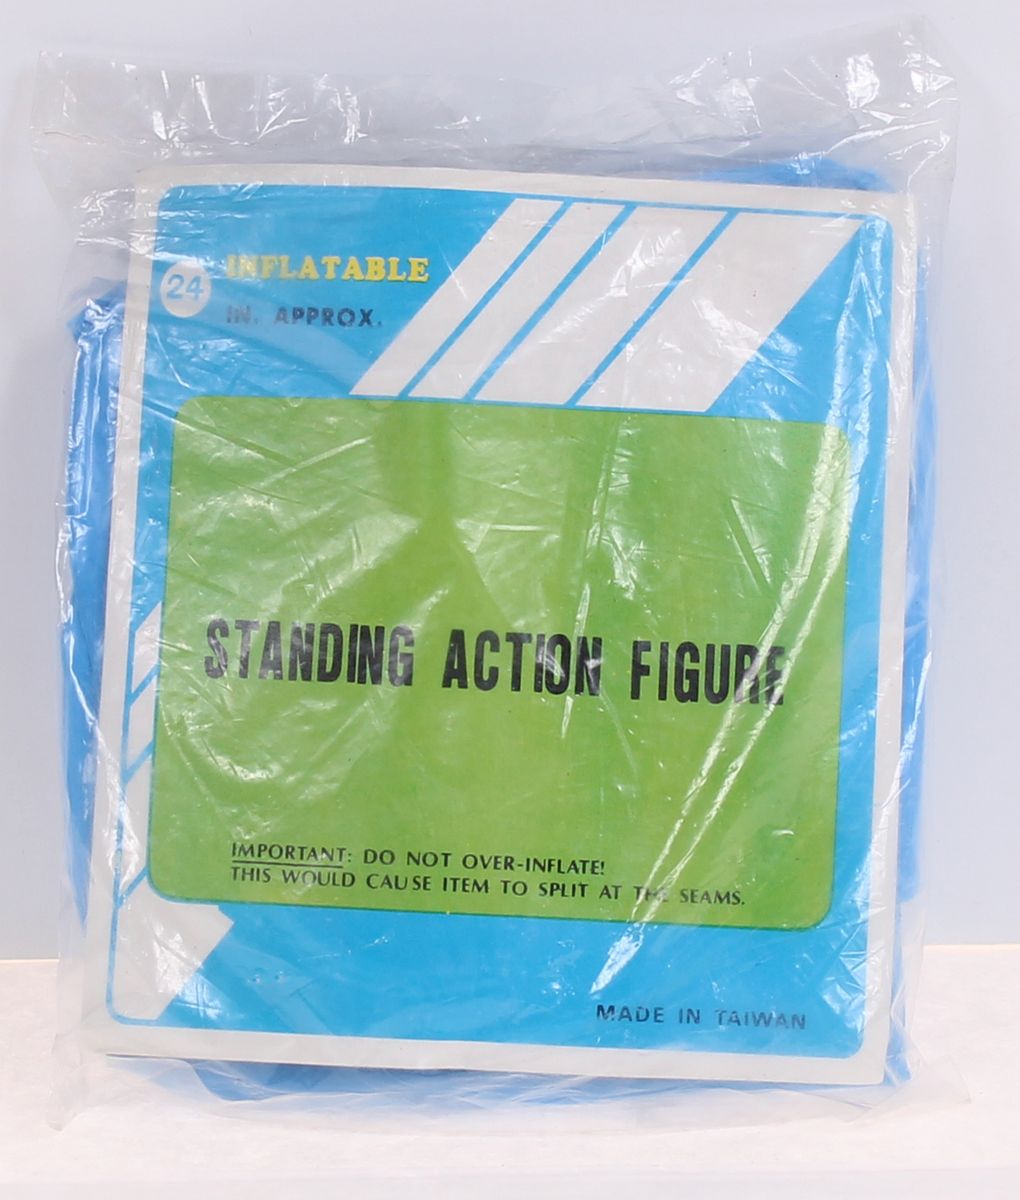 24
INFLATABLE
IN. APPROX.
STANDING ACTION FIGURE
IMPORTANT: DO NOT OVER-INFLATE!
THIS WOULD CAUSE ITEM TO SPLIT AT THE SEAMS.
MADE IN TAIWAN